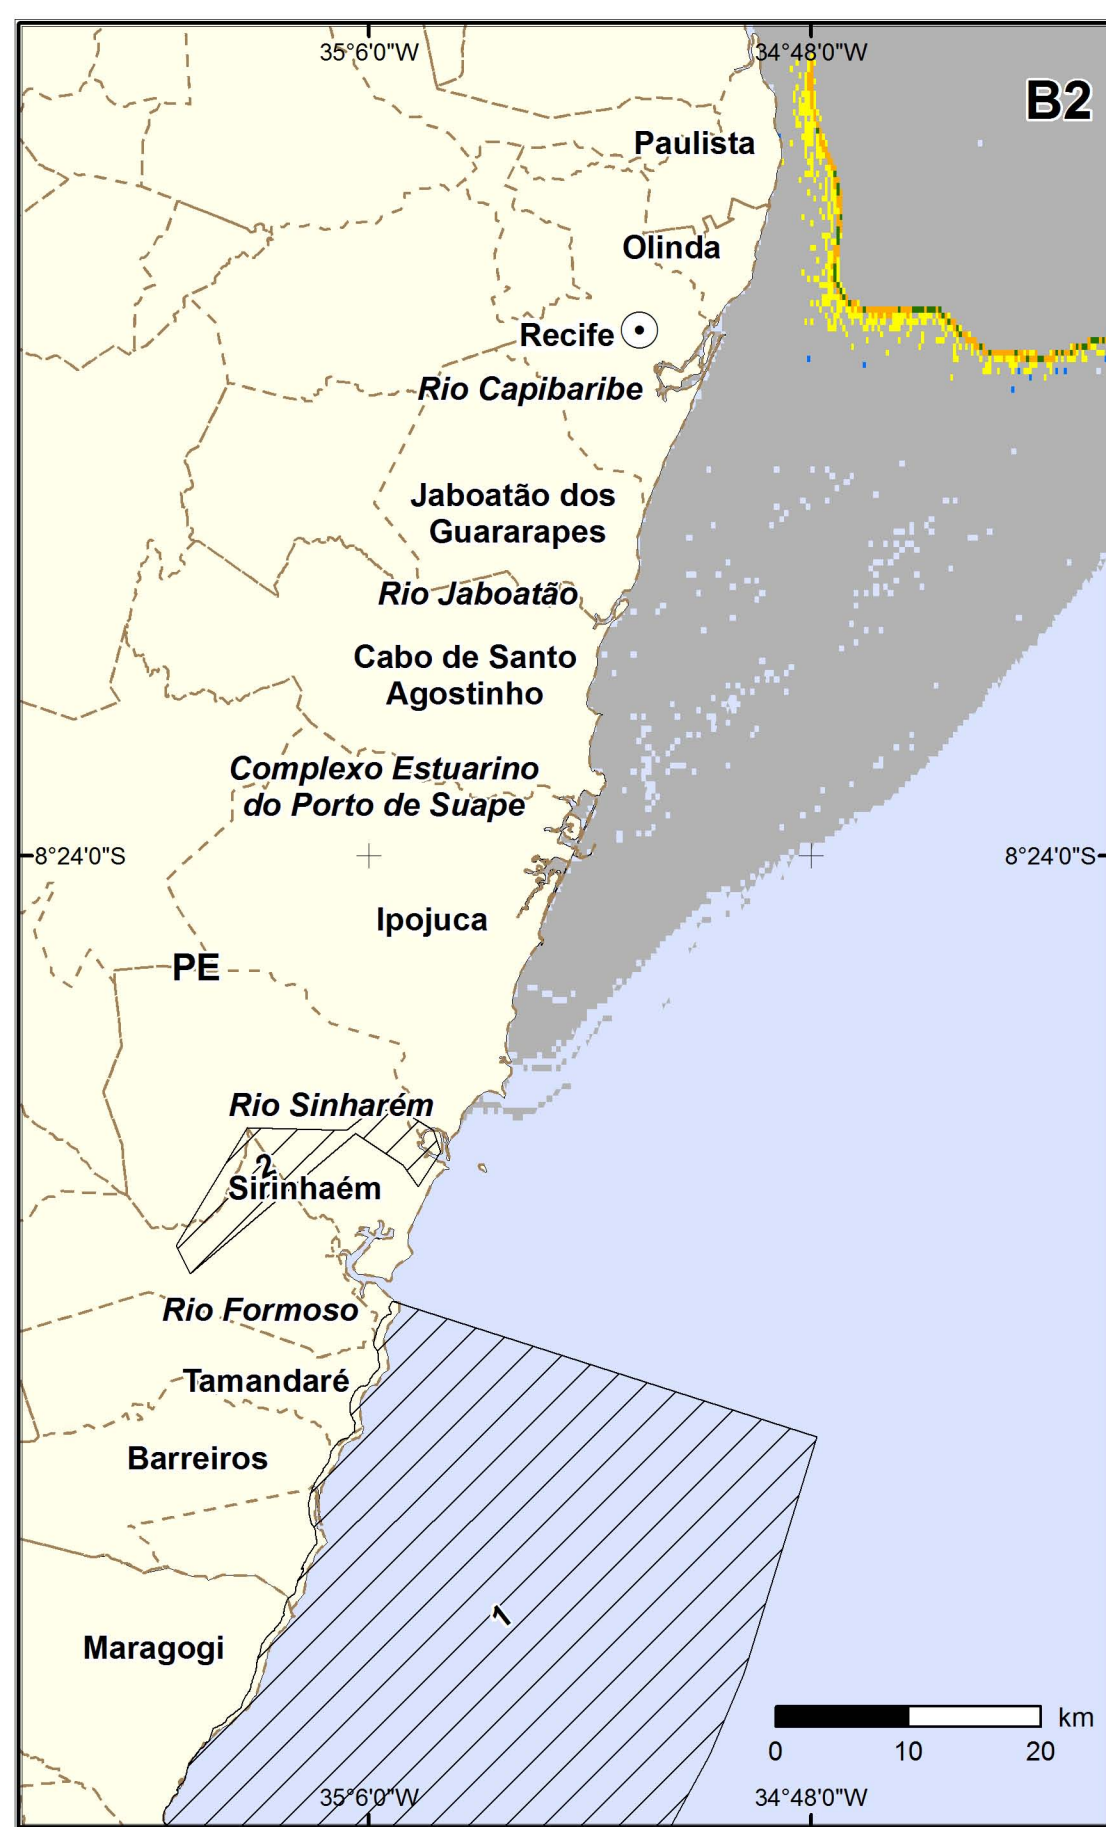 35°6'0"W
34°48'0"W
B2
Paulista
Olinda
Recife
Rio Capibaribe
Jaboatão dos
Guararapes
Rio Jaboatão
Cabo de Santo
Agostinho
Complexo Estuarino
do Porto de Suape
8°24'0"S
8°24'0"S
Ipojuca
PE
Rio Sinharém
2
Sirinhaém
Rio Formoso
Tamandaré
Barreiros
1
Maragogi
km
0
10
20
35°6'0"W
34°48'0"W